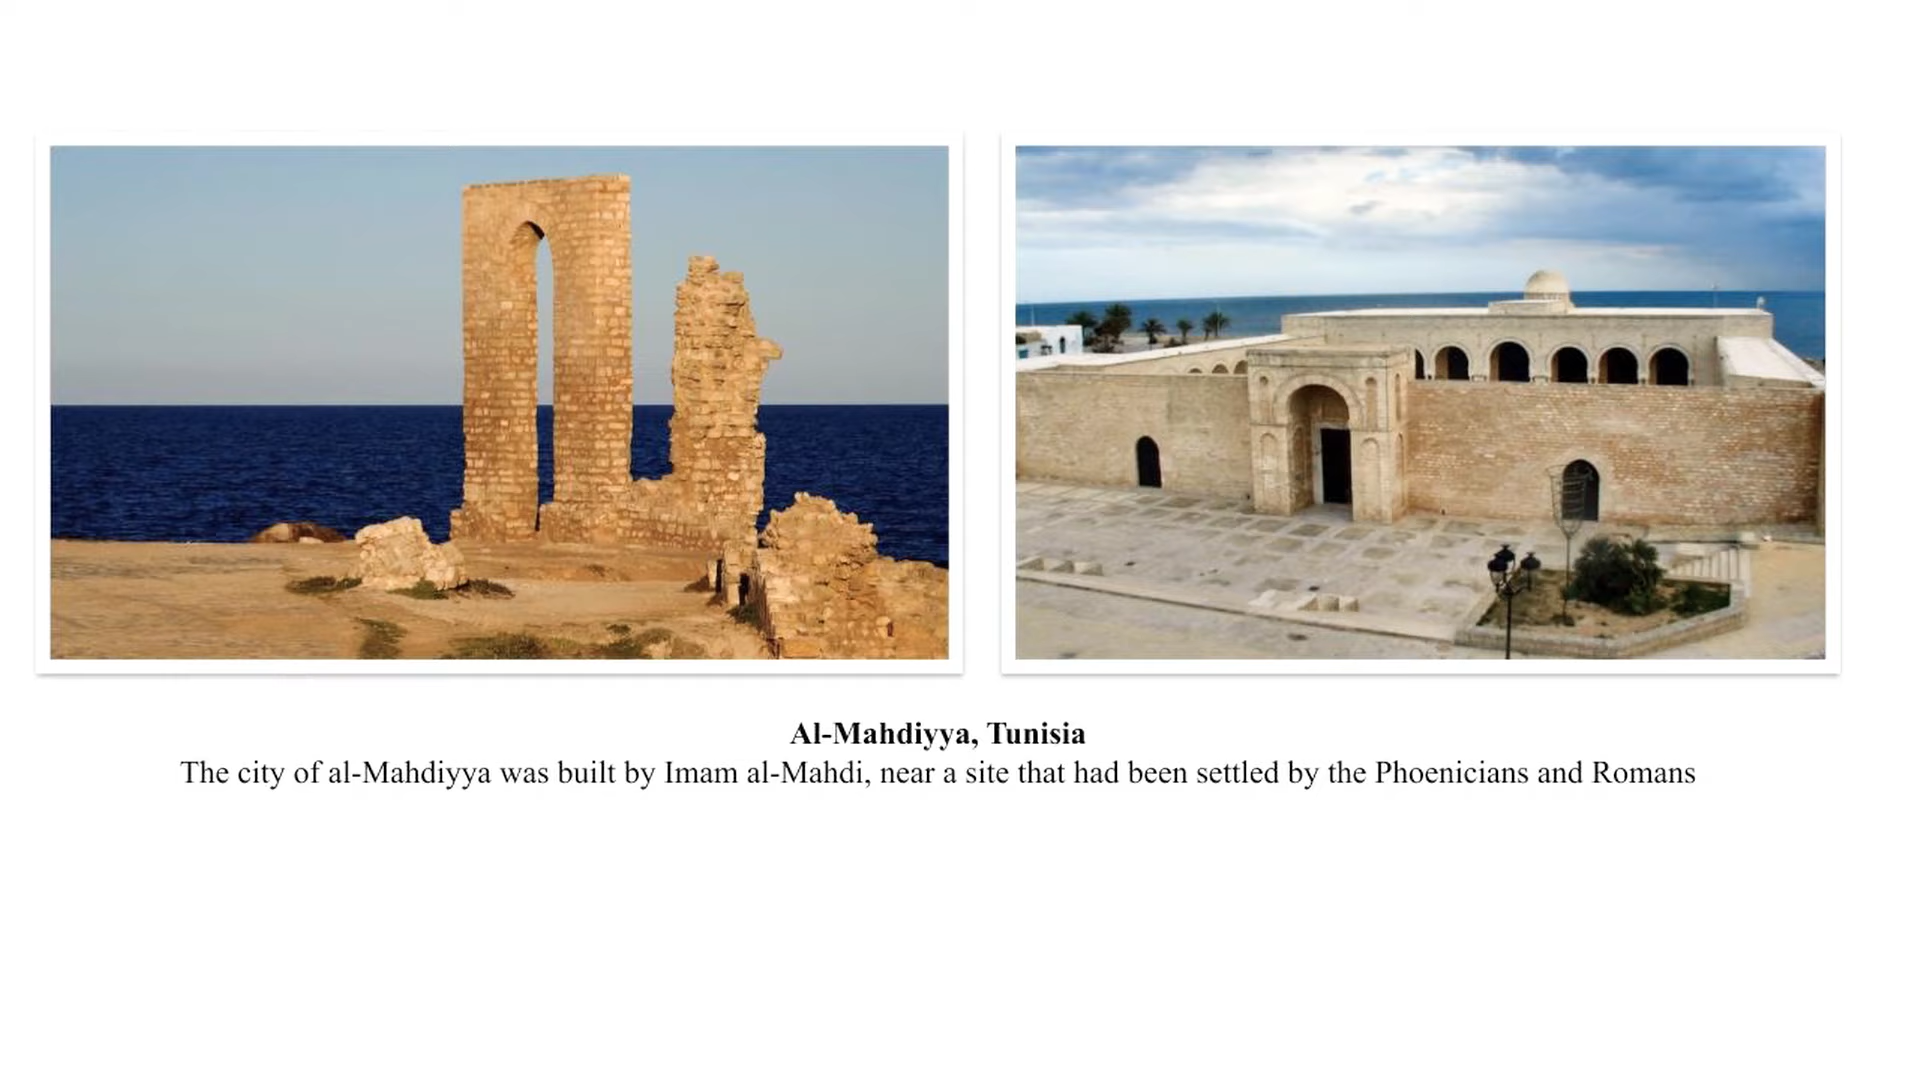 Al-Mahdiyya, Tunisia
The city of al-Mahdiyya was built by Imam al-Mahdi, near a site that had been settled by the Phoenicians and Romans